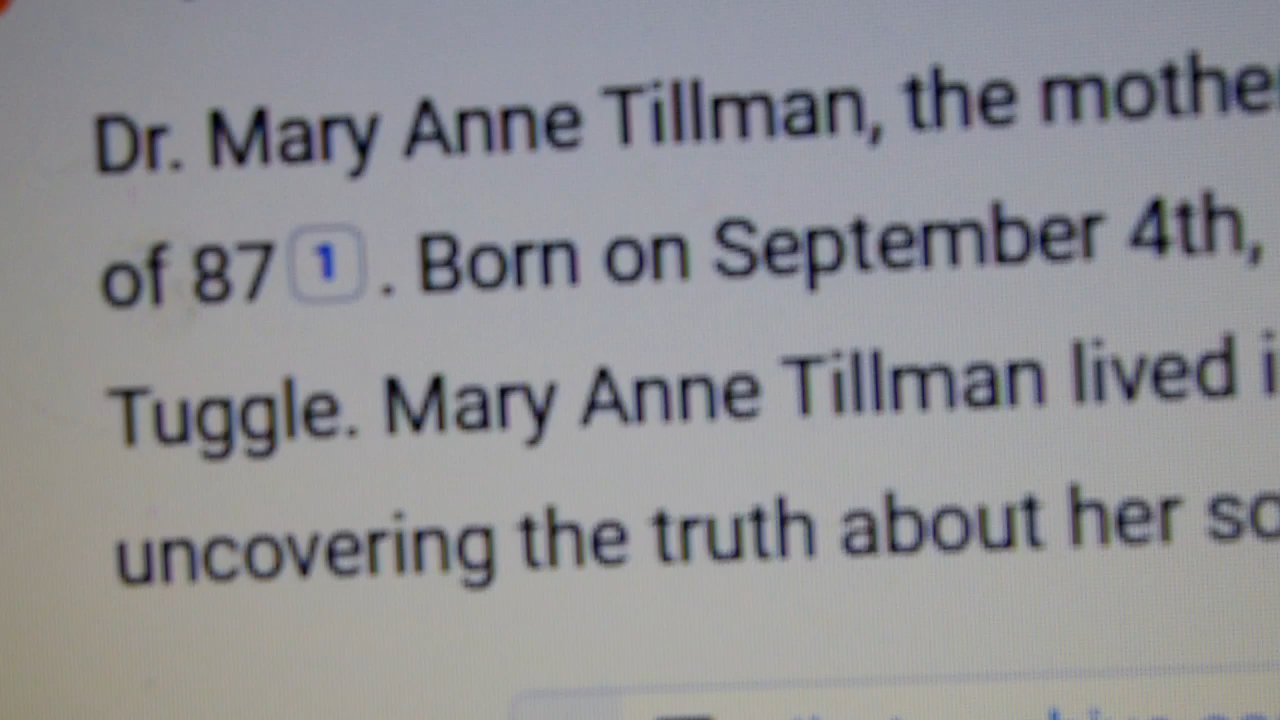 Dr. Mary Anne Tillman, the mothe
of 87 1 . Born on September 4th,
Tuggle. Mary Anne Tillman lived i
uncovering the truth about her so